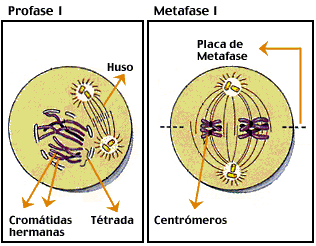 Profase I
Huso
Cromátidas
hermanas
Tétrada
Metafase I
Placa de
Metafase
Centrómeros